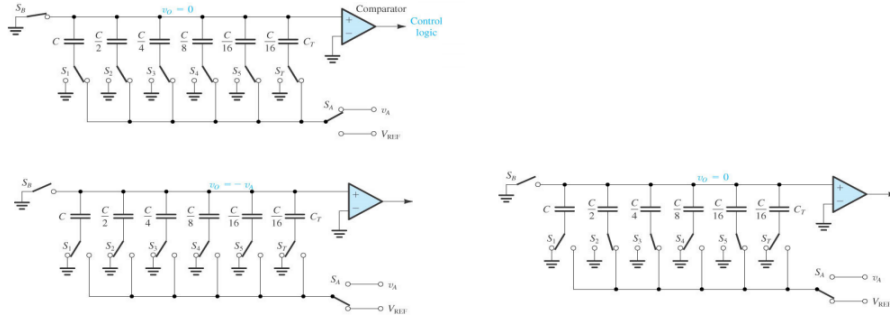 S_B v_O = 0 Comparator
Control logic
C C/2 C/4 C/8 C/16 C/16 C_T
+
−
S_1 S_2 S_3 S_4 S_5 S_T
S_A v_A
V_REF
S_B v_O = − v_A
C C/2 C/4 C/8 C/16 C/16 C_T
+
−
S_1 S_2 S_3 S_4 S_5 S_T
S_A v_A
V_REF
S_B v_O = 0
C C/2 C/4 C/8 C/16 C/16 C_T
+
−
S_1 S_2 S_3 S_4 S_5 S_T
S_A v_A
V_REF